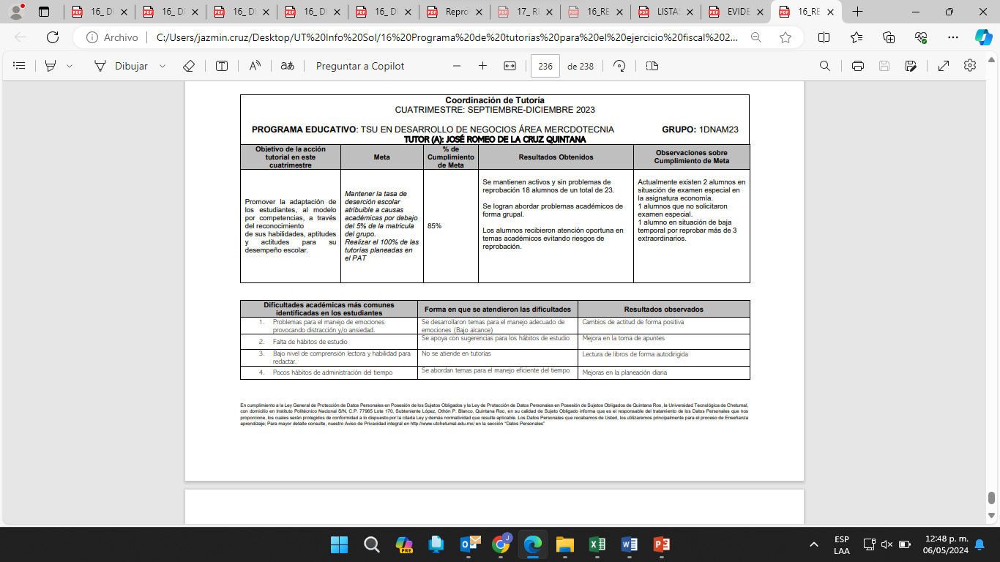 16_ DI
16_ DI
16_ DI
16_ DI
16_ DI
Repro
17_ RE
16_RE
LISTA
EVIDE
16_RE
Archivo
C:/Users/jazmin.cruz/Desktop/UT%20Info%20Sol/16%20Programa%20de%20tutorias%20para%20el%20ejercicio%20fiscal%202...
Dibujar
Preguntar a Copilot
236 de 238
Coordinación de Tutoría
CUATRIMESTRE: SEPTIEMBRE-DICIEMBRE 2023
PROGRAMA EDUCATIVO: TSU EN DESARROLLO DE NEGOCIOS ÁREA MERCDOTECNIA GRUPO: 1DNAM23
TUTOR (A): JOSÉ ROMEO DE LA CRUZ QUINTANA
Objetivo de la acción
tutorial en este
cuatrimestre
Meta
% de
Cumplimiento
de Meta
Resultados Obtenidos
Observaciones sobre
Cumplimiento de Meta
Promover la adaptación de
los estudiantes, al modelo
por competencias, a través
del reconocimiento
de sus habilidades, aptitudes
y actitudes para su
desempeño escolar.
Mantener la tasa de
deserción escolar
atribuible a causas
académicas por debajo
del 5% de la matricula
del grupo.
Realizar el 100% de las
tutorías planeadas en
el PAT
85%
Se mantienen activos y sin problemas de
reprobación 18 alumnos de un total de 23.
Se logran abordar problemas académicos de
forma grupal.
Los alumnos recibieron atención oportuna en
temas académicos evitando riesgos de
reprobación.
Actualmente existen 2 alumnos en
situación de examen especial en
la asignatura economía.
1 alumnos que no solicitaron
examen especial.
1 alumno en situación de baja
temporal por reprobar más de 3
extraordinarios.
Dificultades académicas más comunes
identificadas en los estudiantes
Forma en que se atendieron las dificultades
Resultados observados
1. Problemas para el manejo de emociones
provocando distracción y/o ansiedad.
Se desarrollaron temas para el manejo adecuado de
emociones (Bajo alcance)
Cambios de actitud de forma positiva
2. Falta de hábitos de estudio
Se apoya con sugerencias para los hábitos de estudio
Mejora en la toma de apuntes
3. Bajo nivel de comprensión lectora y habilidad para
redactar.
No se atiende en tutorías
Lectura de libros de forma autodirigida
4. Pocos hábitos de administración del tiempo
Se abordan temas para el manejo eficiente del tiempo
Mejoras en la planeación diaria
En cumplimiento a la Ley General de Protección de Datos Personales en Posesión de los Sujetos Obligados y la Ley de Protección de Datos Personales en Posesión de Sujetos Obligados de Quintana Roo, la Universidad Tecnológica de Chetumal,
con domicilio en Instituto Politécnico Nacional S/N, C.P. 77965 Lote 170, Subteniente López, Othón P. Blanco, Quintana Roo, en su calidad de Sujeto Obligado informa que es el responsable del tratamiento de los Datos Personales que nos
proporcione, los cuales serán protegidos de conformidad a lo dispuesto por la citada Ley y demás normatividad que resulte aplicable. Los Datos Personales que recabamos de Usted, los utilizaremos principalmente para el proceso de Enseñanza
aprendizaje; Para mayor detalle consulte, nuestro Aviso de Privacidad integral en http://www.utchetumal.edu.mx/ en la sección "Datos Personales"
PRE
J
ESP
LAA
12:48 p. m.
06/05/2024